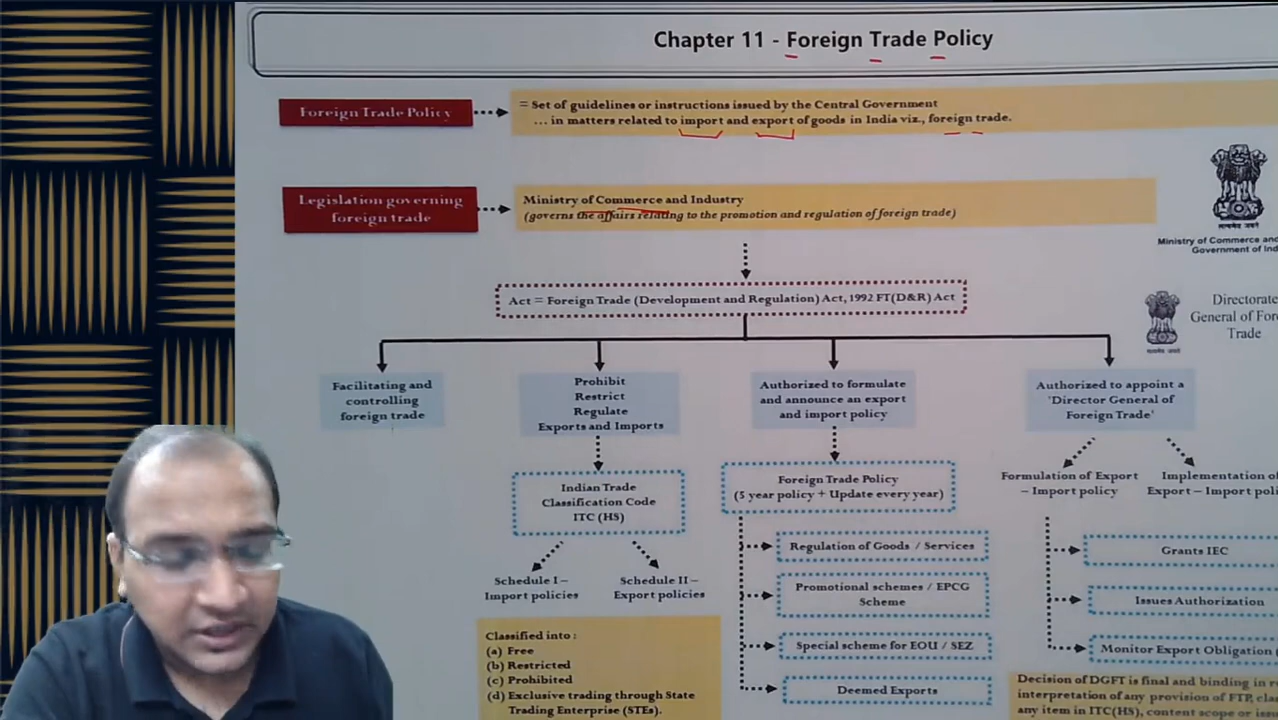 Chapter 11 - Foreign Trade Policy
Foreign Trade Policy
= Set of guidelines or instructions issued by the Central Government
... in matters related to import and export of goods in India viz., foreign trade.
Legislation governing
foreign trade
Ministry of Commerce and Industry
(governs the affairs relating to the promotion and regulation of foreign trade)
सत्यमेव जयते
Ministry of Commerce and
Government of Ind
Act = Foreign Trade (Development and Regulation) Act, 1992 FT(D&R) Act
Directorate
General of For
Trade
Facilitating and
controlling
foreign trade
Prohibit
Restrict
Regulate
Exports and Imports
Authorized to formulate
and announce an export
and import policy
Authorized to appoint a
'Director General of
Foreign Trade'
Indian Trade
Classification Code
ITC (HS)
Foreign Trade Policy
(5 year policy + Update every year)
Formulation of Export
– Import policy
Implementation of
Export – Import poli
Schedule I –
Import policies
Schedule II –
Export policies
Regulation of Goods / Services
Promotional schemes / EPCG
Scheme
Special scheme for EOU / SEZ
Deemed Exports
Grants IEC
Issues Authorization
Monitor Export Obligation (
Classified into :
(a) Free
(b) Restricted
(c) Prohibited
(d) Exclusive trading through State
Trading Enterprise (STEs).
Decision of DGFT is final and binding in r
interpretation of any provision of FTP, clas
any item in ITC(HS), content scope or issu